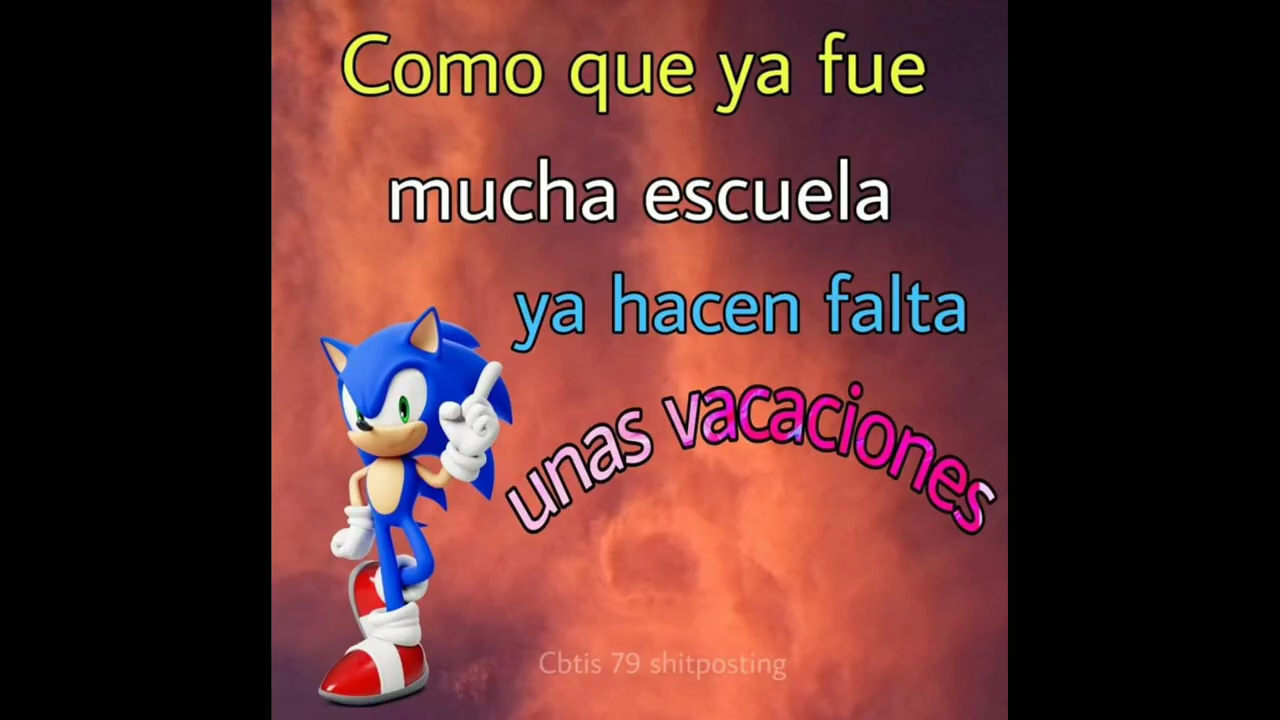 Como que ya fue
mucha escuela
ya hacen falta
unas vacaciones
Cbtis 79 shitposting